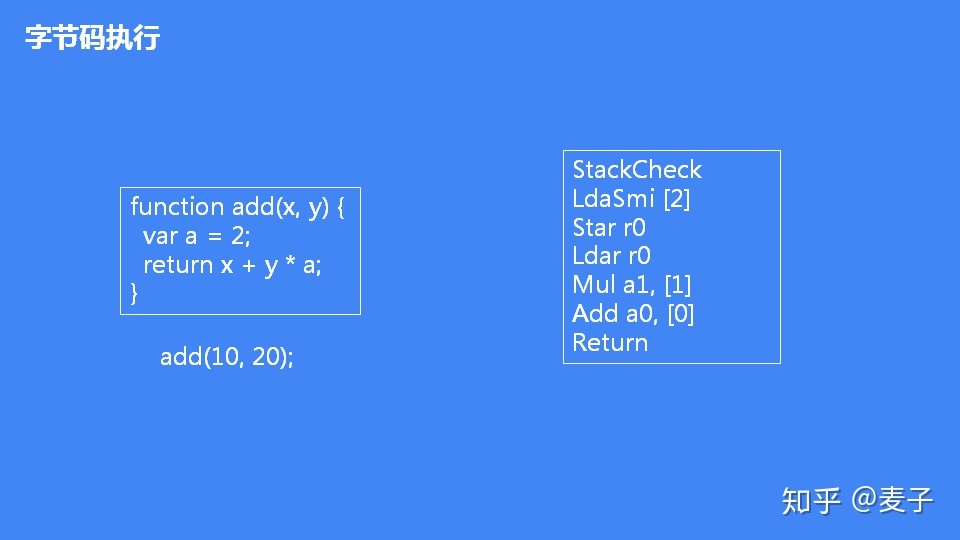 字节码执行
function add(x, y) {
  var a = 2;
  return x + y * a;
}
add(10, 20);
StackCheck
LdaSmi [2]
Star r0
Ldar r0
Mul a1, [1]
Add a0, [0]
Return
知乎 @麦子